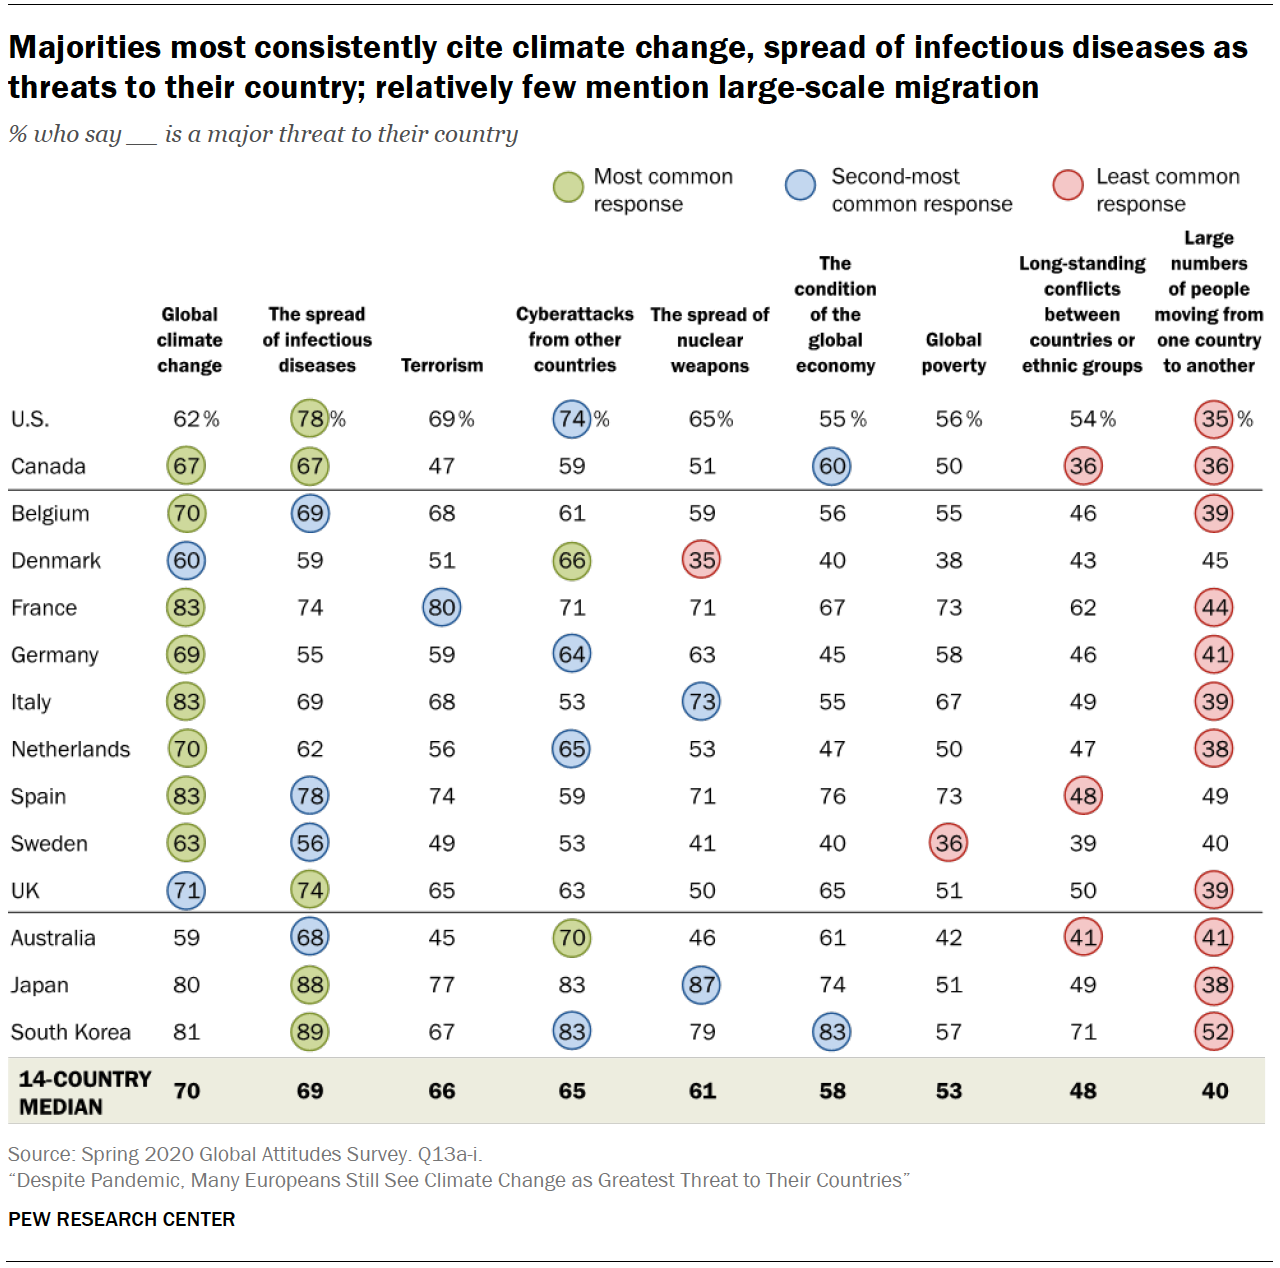 Majorities most consistently cite climate change, spread of infectious diseases as
threats to their country; relatively few mention large-scale migration
% who say __ is a major threat to their country
Most common
response
Second-most
common response
Least common
response
Global
climate
change
The spread
of infectious
diseases
Terrorism
Cyberattacks
from other
countries
The spread of
nuclear
weapons
The
condition
of the
global
economy
Global
poverty
Long-standing
conflicts
between
countries or
ethnic groups
Large
numbers
of people
moving from
one country
to another
U.S. 62% 78% 69% 74% 65% 55% 56% 54% 35%
Canada 67 67 47 59 51 60 50 36 36
Belgium 70 69 68 61 59 56 55 46 39
Denmark 60 59 51 66 35 40 38 43 45
France 83 74 80 71 71 67 73 62 44
Germany 69 55 59 64 63 45 58 46 41
Italy 83 69 68 53 73 55 67 49 39
Netherlands 70 62 56 65 53 47 50 47 38
Spain 83 78 74 59 71 76 73 48 49
Sweden 63 56 49 53 41 40 36 39 40
UK 71 74 65 63 50 65 51 50 39
Australia 59 68 45 70 46 61 42 41 41
Japan 80 88 77 83 87 74 51 49 38
South Korea 81 89 67 83 79 83 57 71 52
14-COUNTRY
MEDIAN 70 69 66 65 61 58 53 48 40
Source: Spring 2020 Global Attitudes Survey. Q13a-i.
“Despite Pandemic, Many Europeans Still See Climate Change as Greatest Threat to Their Countries”
PEW RESEARCH CENTER